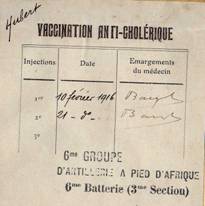 Hubert
VACCINATION ANTI-CHOLÉRIQUE
Injections Date Emargements du médecin
1re 10 février 1916
2e 21 - d° -
3e
6me GROUPE
D'ARTILLERIE A PIED D'AFRIQUE
6me Batterie (3me Section)